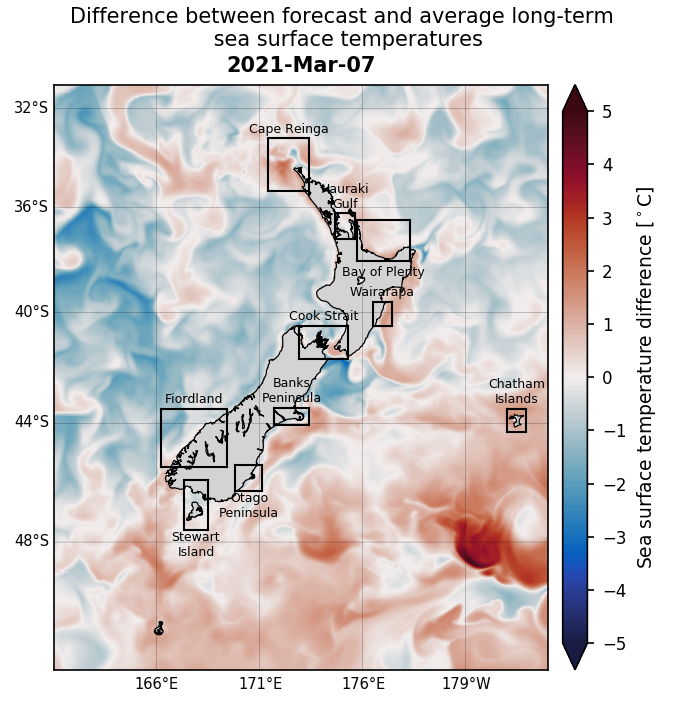 Difference between forecast and average long-term
sea surface temperatures
2021-Mar-07
32°S
36°S
40°S
44°S
48°S
166°E
171°E
176°E
179°W
Cape Reinga
Hauraki
Gulf
Bay of Plenty
Wairarapa
Cook Strait
Banks
Peninsula
Fiordland
Chatham
Islands
Otago
Peninsula
Stewart
Island
5
4
3
2
1
0
−1
−2
−3
−4
−5
Sea surface temperature difference [°C]